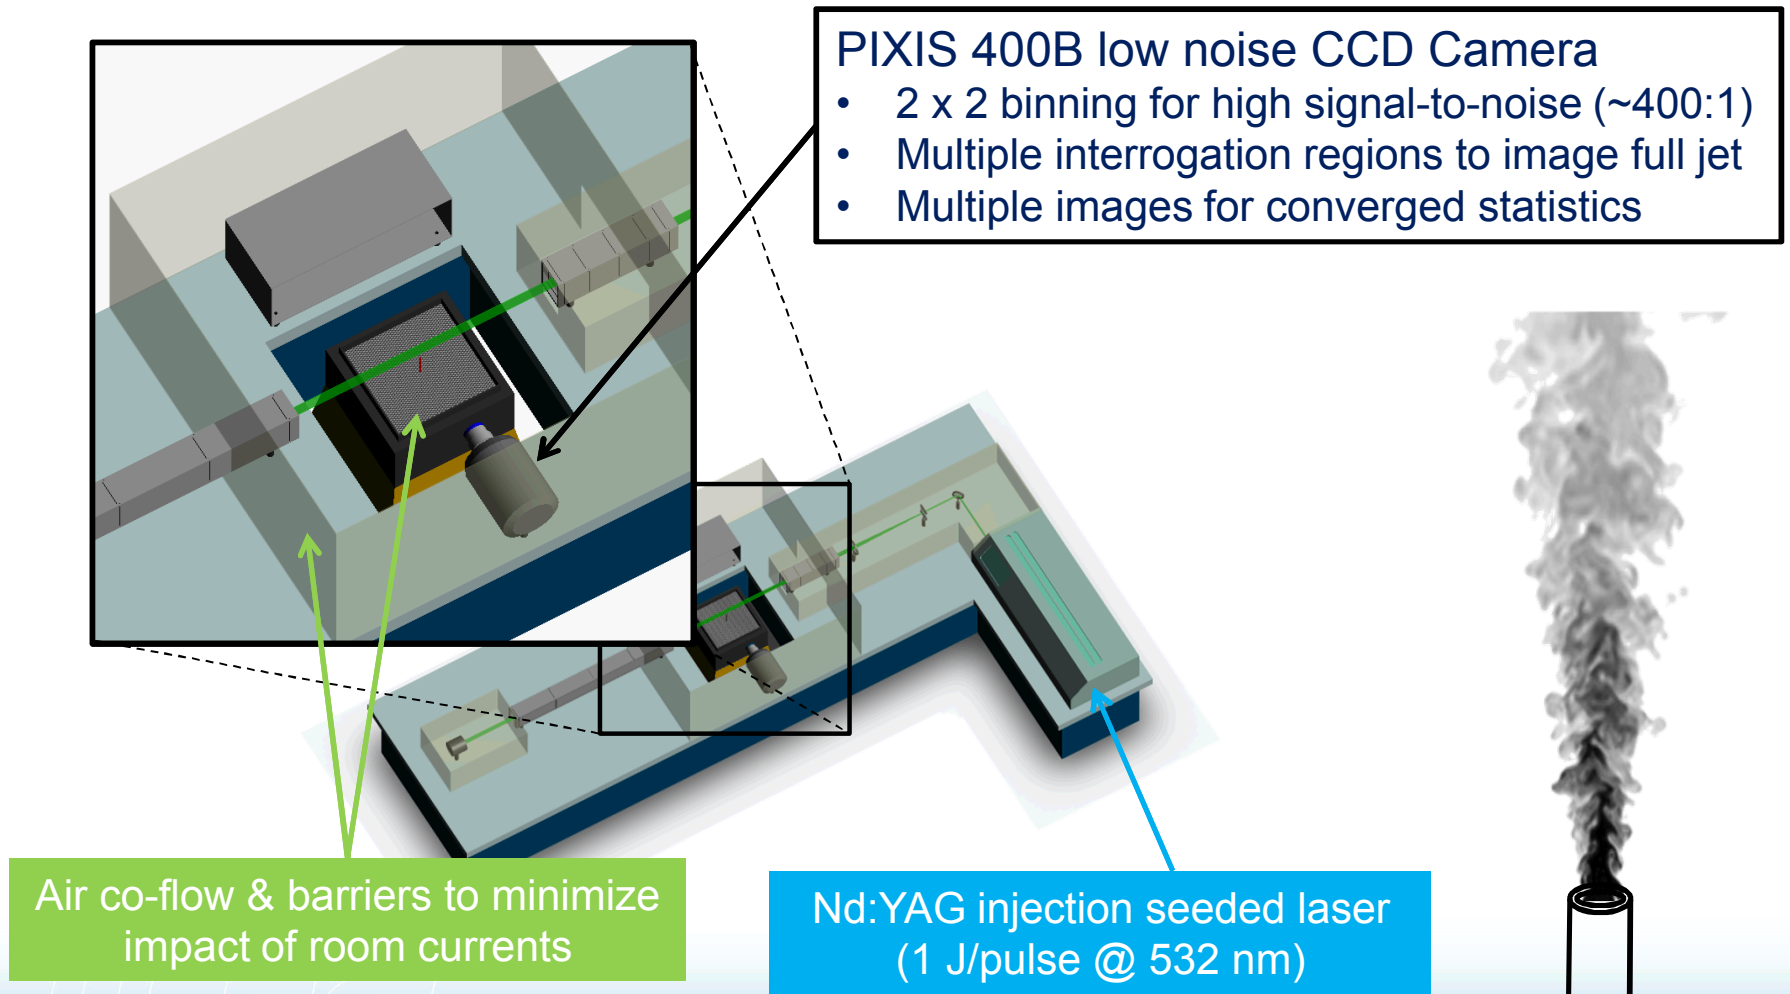 PIXIS 400B low noise CCD Camera
• 2 x 2 binning for high signal-to-noise (~400:1)
• Multiple interrogation regions to image full jet
• Multiple images for converged statistics
Air co-flow & barriers to minimize
impact of room currents
Nd:YAG injection seeded laser
(1 J/pulse @ 532 nm)